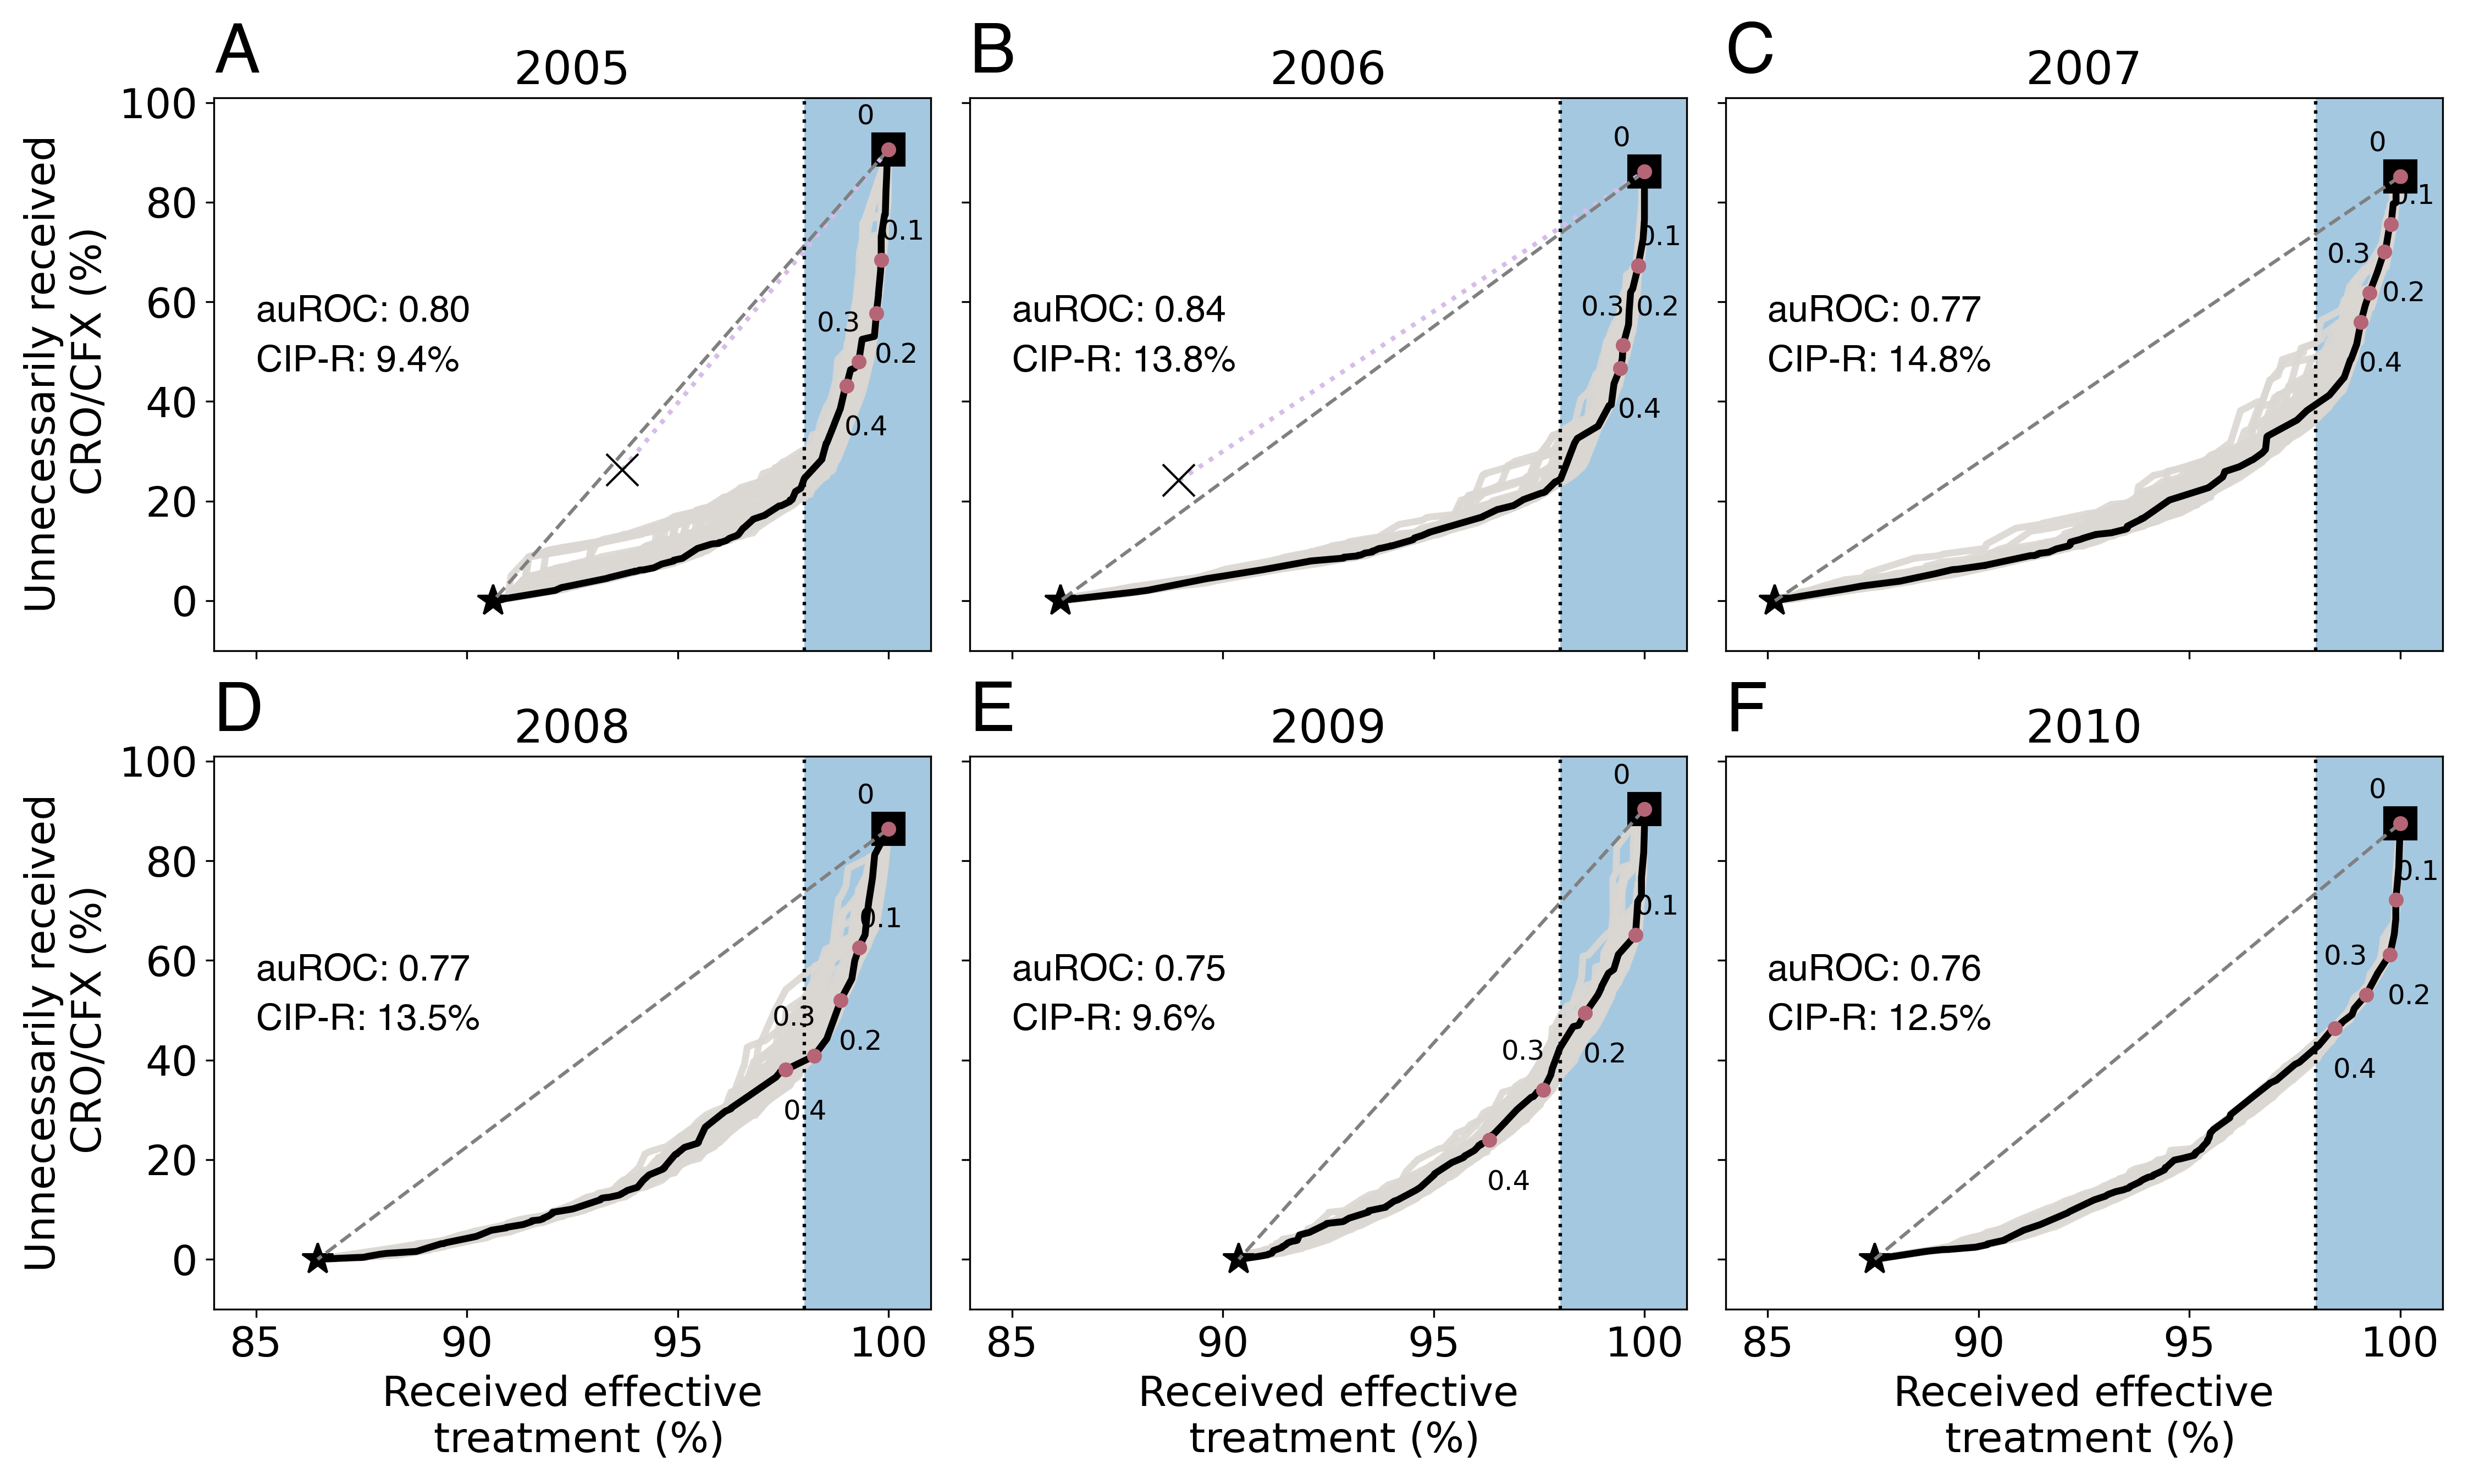 A
2005
B
2006
C
2007
Unnecessarily received
CRO/CFX (%)
100
80
60
40
20
0
0
0.1
0.3
0.2
0.4
auROC: 0.80
CIP-R: 9.4%
0
0.1
0.3
0.2
0.4
auROC: 0.84
CIP-R: 13.8%
0
0.1
0.3
0.2
0.4
auROC: 0.77
CIP-R: 14.8%
D
2008
E
2009
F
2010
Unnecessarily received
CRO/CFX (%)
100
80
60
40
20
0
0
0.1
0.3
0.2
0.4
auROC: 0.77
CIP-R: 13.5%
0
0.1
0.3
0.2
0.4
auROC: 0.75
CIP-R: 9.6%
0
0.1
0.3
0.2
0.4
auROC: 0.76
CIP-R: 12.5%
85 90 95 100
85 90 95 100
85 90 95 100
Received effective
treatment (%)
Received effective
treatment (%)
Received effective
treatment (%)